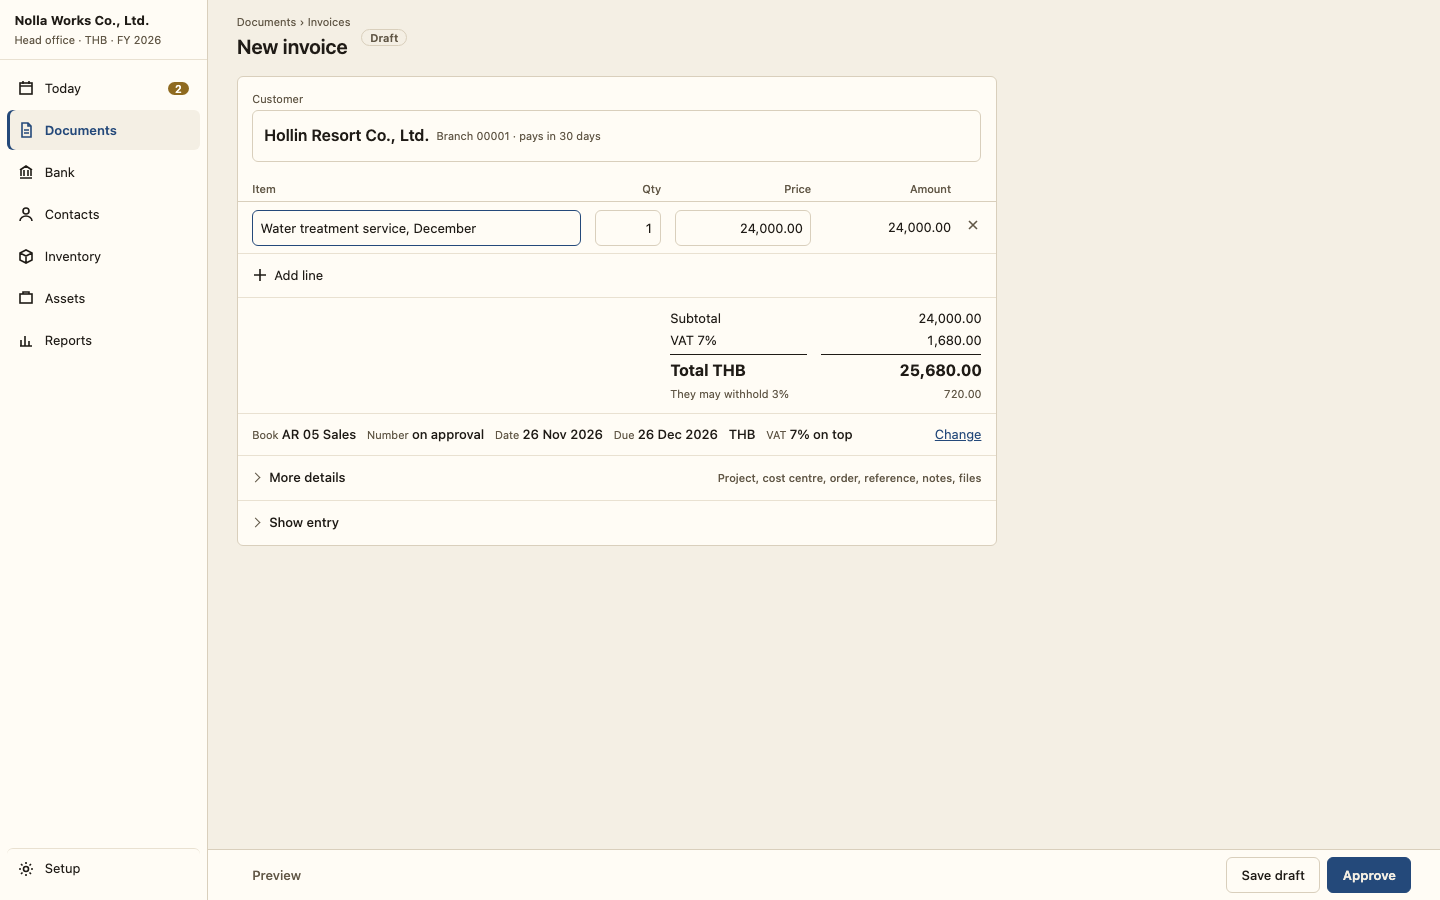 Nolla Works Co., Ltd.
Head office · THB · FY 2026
Today 2
Documents
Bank
Contacts
Inventory
Assets
Reports
Setup
Documents › Invoices
New invoice Draft
Customer
Hollin Resort Co., Ltd. Branch 00001 · pays in 30 days
Item Qty Price Amount
Water treatment service, December 1 24,000.00 24,000.00
Add line
Subtotal 24,000.00
VAT 7% 1,680.00
Total THB 25,680.00
They may withhold 3% 720.00
Book AR 05 Sales Number on approval Date 26 Nov 2026 Due 26 Dec 2026 THB VAT 7% on top Change
More details Project, cost centre, order, reference, notes, files
Show entry
Preview Save draft Approve